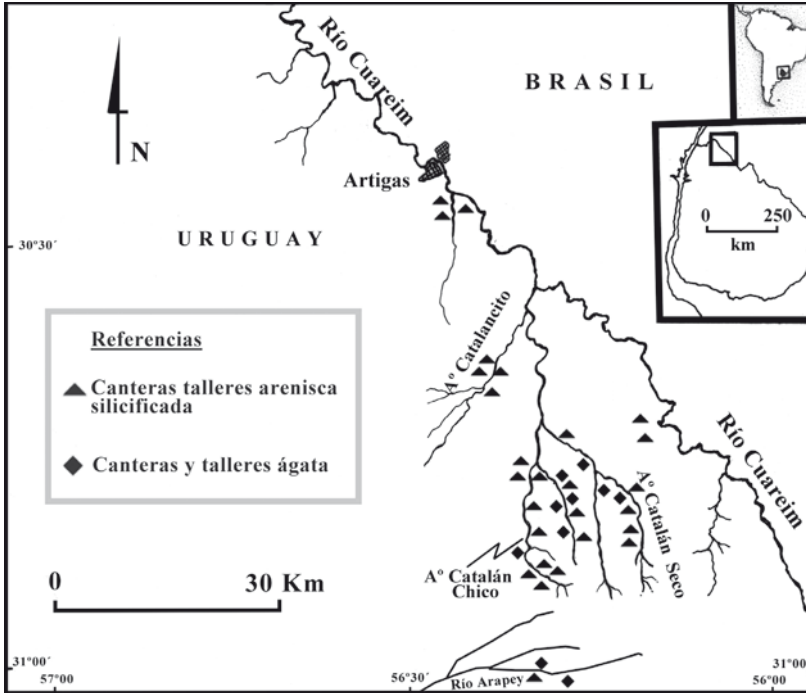 Río Cuareim
BRASIL
N
Artigas
0 250
km
30°30´
URUGUAY
Aº Catalancito
Referencias
Canteras talleres arenisca
silicificada
Canteras y talleres ágata
Río Cuareim
Aº Catalán Seco
0 30 Km
Aº Catalán
Chico
31°00´
57°00
56°30´
Río Arapey
31°00´
56°00